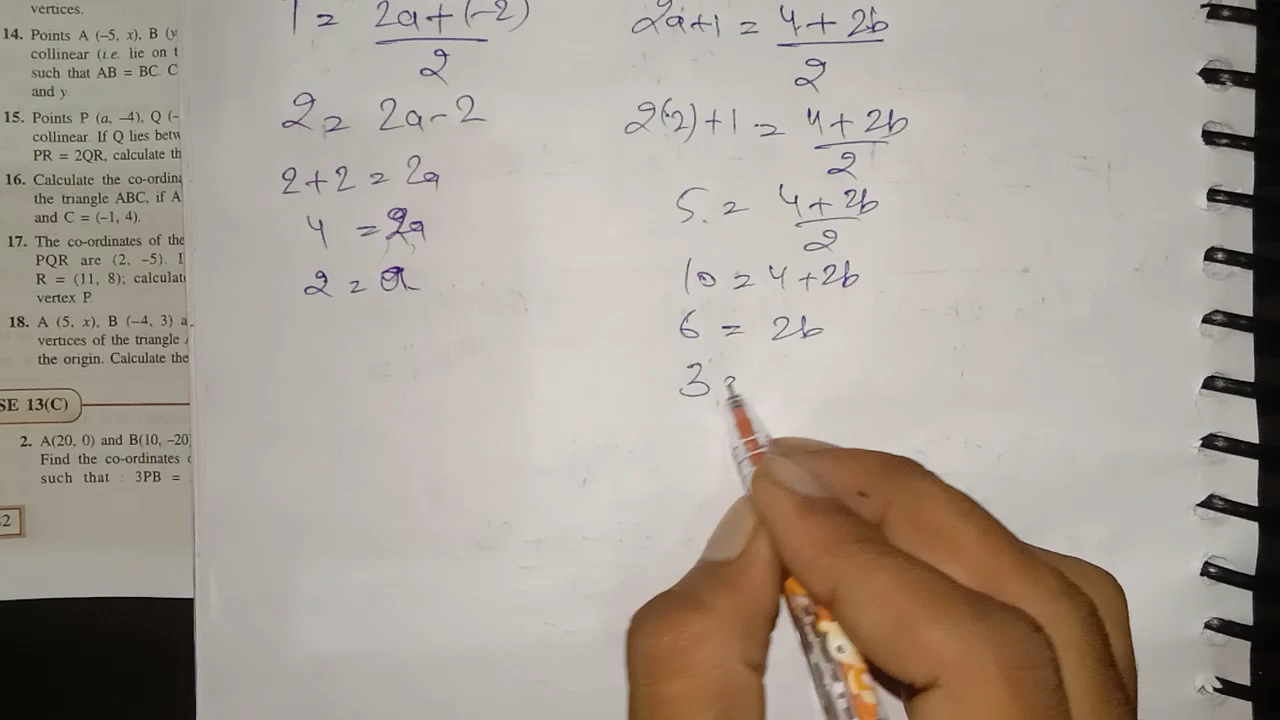 vertices.
14. Points A (–5, x), B (y
collinear (i.e. lie on t
such that AB = BC. C
and y.
15. Points P (a, –4), Q (–
collinear. If Q lies betw
PR = 2QR, calculate th
16. Calculate the co-ordina
the triangle ABC, if A
and C = (–1, 4).
17. The co-ordinates of the
PQR are (2, –5). I
R = (11, 8); calculat
vertex P.
18. A (5, x), B (–4, 3) a
vertices of the triangle
the origin. Calculate the
SE 13(C)
2. A(20, 0) and B(10, –20
Find the co-ordinates
such that : 3PB =
2
1 = 2a+(-2)
2
2 = 2a-2
2+2 = 2a
4 = 2a
2 = a
2a+1 = 4+2b
2
2(2)+1 = 4+2b
2
5 = 4+2b
2
10 = 4+2b
6 = 2b
3 =